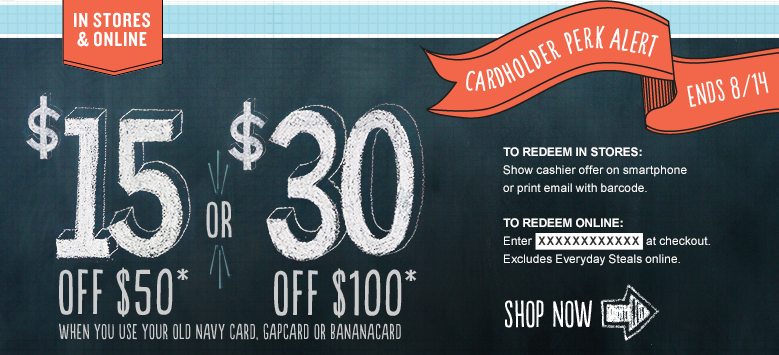 IN STORES
& ONLINE
CARDHOLDER PERK ALERT
ENDS 8/14
$15
OR
$30
OFF $50*
OFF $100*
WHEN YOU USE YOUR OLD NAVY CARD, GAPCARD OR BANANACARD
TO REDEEM IN STORES:
Show cashier offer on smartphone
or print email with barcode.
TO REDEEM ONLINE:
Enter XXXXXXXXXXXX at checkout.
Excludes Everyday Steals online.
SHOP NOW